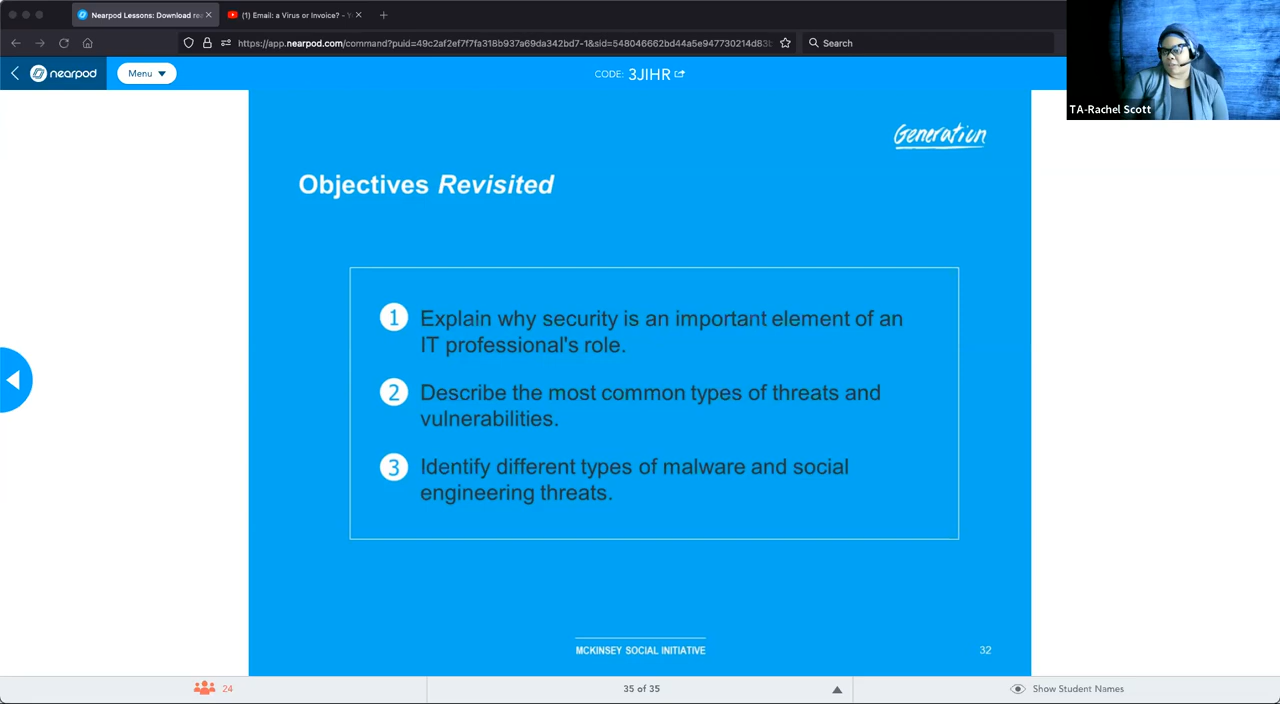 Nearpod Lessons: Download re
(1) Email: a Virus or Invoice? -
https://app.nearpod.com/command?puid=49c2af2ef7f7fa318b937a69da342bd7-1&sid=548046662bd44a5e947730214d83
Search
nearpod
Menu
CODE: 3JIHR
TA-Rachel Scott
Generation
Objectives Revisited
1 Explain why security is an important element of an
IT professional's role.
2 Describe the most common types of threats and
vulnerabilities.
3 Identify different types of malware and social
engineering threats.
MCKINSEY SOCIAL INITIATIVE
32
24
35 of 35
Show Student Names